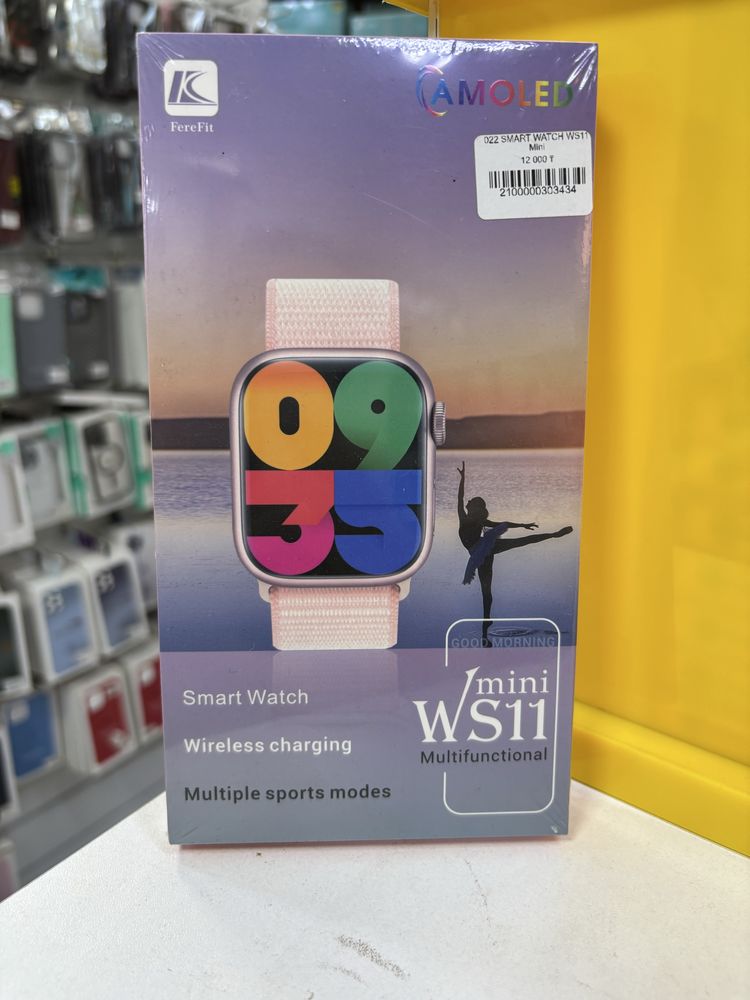 FereFit
AMOLED
022 SMART WATCH WS11
Mini
12 000 ₸
2100000303434
09
35
GOOD MORNING
mini
WS11
Multifunctional
Smart Watch
Wireless charging
Multiple sports modes